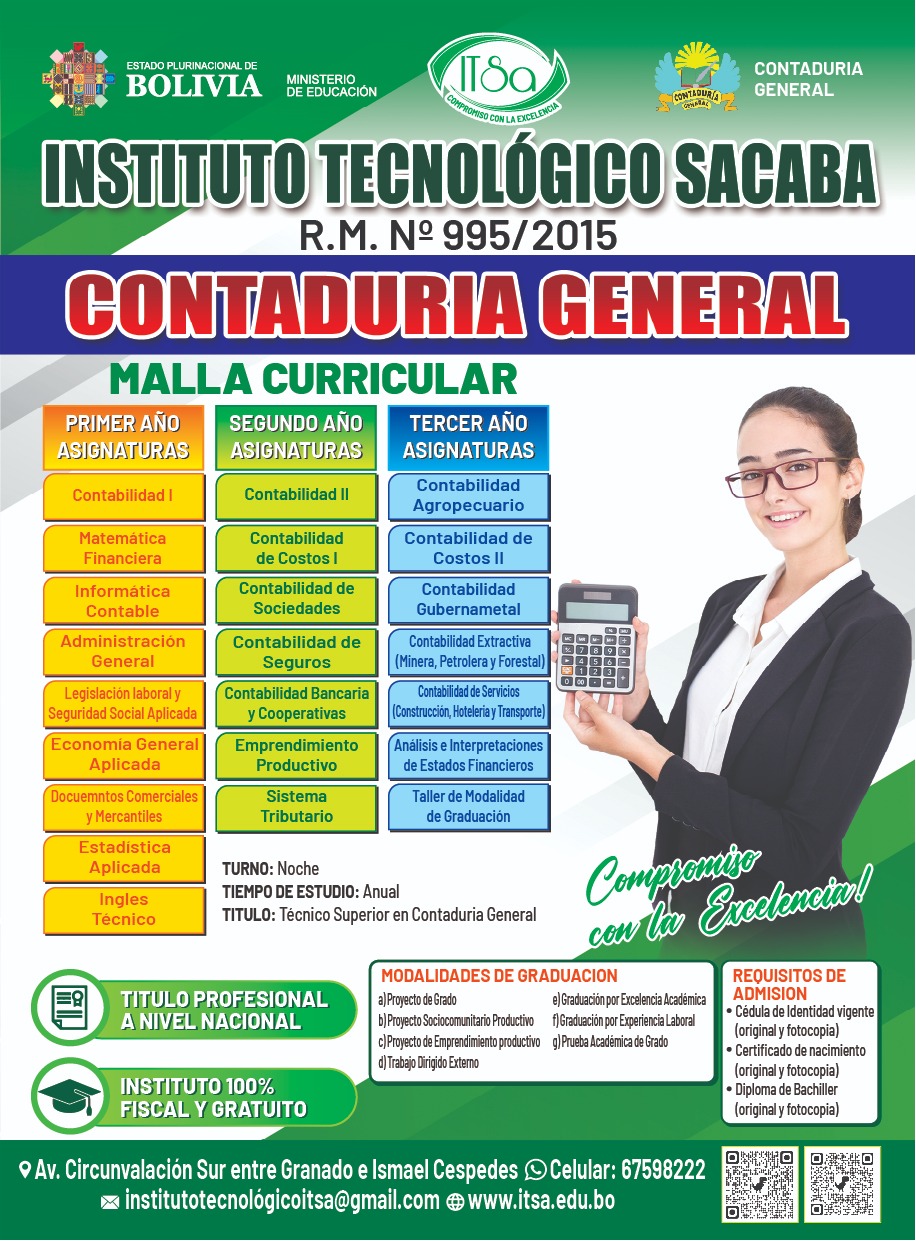 ESTADO PLURINACIONAL DE
BOLIVIA
MINISTERIO
DE EDUCACIÓN
ITSa
COMPROMISO CON LA EXCELENCIA
CONTADURÍA
GENERAL
CONTADURIA
GENERAL
INSTITUTO TECNOLÓGICO SACABA
R.M. Nº 995/2015
CONTADURIA GENERAL
MALLA CURRICULAR
PRIMER AÑO
ASIGNATURAS
Contabilidad I
Matemática
Financiera
Informática
Contable
Administración
General
Legislación laboral y
Seguridad Social Aplicada
Economía General
Aplicada
Docuemntos Comerciales
y Mercantiles
Estadística
Aplicada
Ingles
Técnico
SEGUNDO AÑO
ASIGNATURAS
Contabilidad II
Contabilidad
de Costos I
Contabilidad de
Sociedades
Contabilidad de
Seguros
Contabilidad Bancaria
y Cooperativas
Emprendimiento
Productivo
Sistema
Tributario
TERCER AÑO
ASIGNATURAS
Contabilidad
Agropecuario
Contabilidad de
Costos II
Contabilidad
Gubernametal
Contabilidad Extractiva
(Minera, Petrolera y Forestal)
Contabilidad de Servicios
(Construcción, Hoteleria y Transporte)
Análisis e Interpretaciones
de Estados Financieros
Taller de Modalidad
de Graduación
TURNO: Noche
TIEMPO DE ESTUDIO: Anual
TITULO: Técnico Superior en Contaduria General
Compromiso
con la Excelencia!
TITULO PROFESIONAL
A NIVEL NACIONAL
INSTITUTO 100%
FISCAL Y GRATUITO
MODALIDADES DE GRADUACION
a) Proyecto de Grado
b) Proyecto Sociocomunitario Productivo
c) Proyecto de Emprendimiento productivo
d) Trabajo Dirigido Externo
e) Graduación por Excelencia Académica
f) Graduación por Experiencia Laboral
g) Prueba Académica de Grado
REQUISITOS DE
ADMISION
• Cédula de Identidad vigente
(original y fotocopia)
• Certificado de nacimiento
(original y fotocopia)
• Diploma de Bachiller
(original y fotocopia)
Av. Circunvalación Sur entre Granado e Ismael Cespedes Celular: 67598222
institutotecnológicoitsa@gmail.com www.itsa.edu.bo